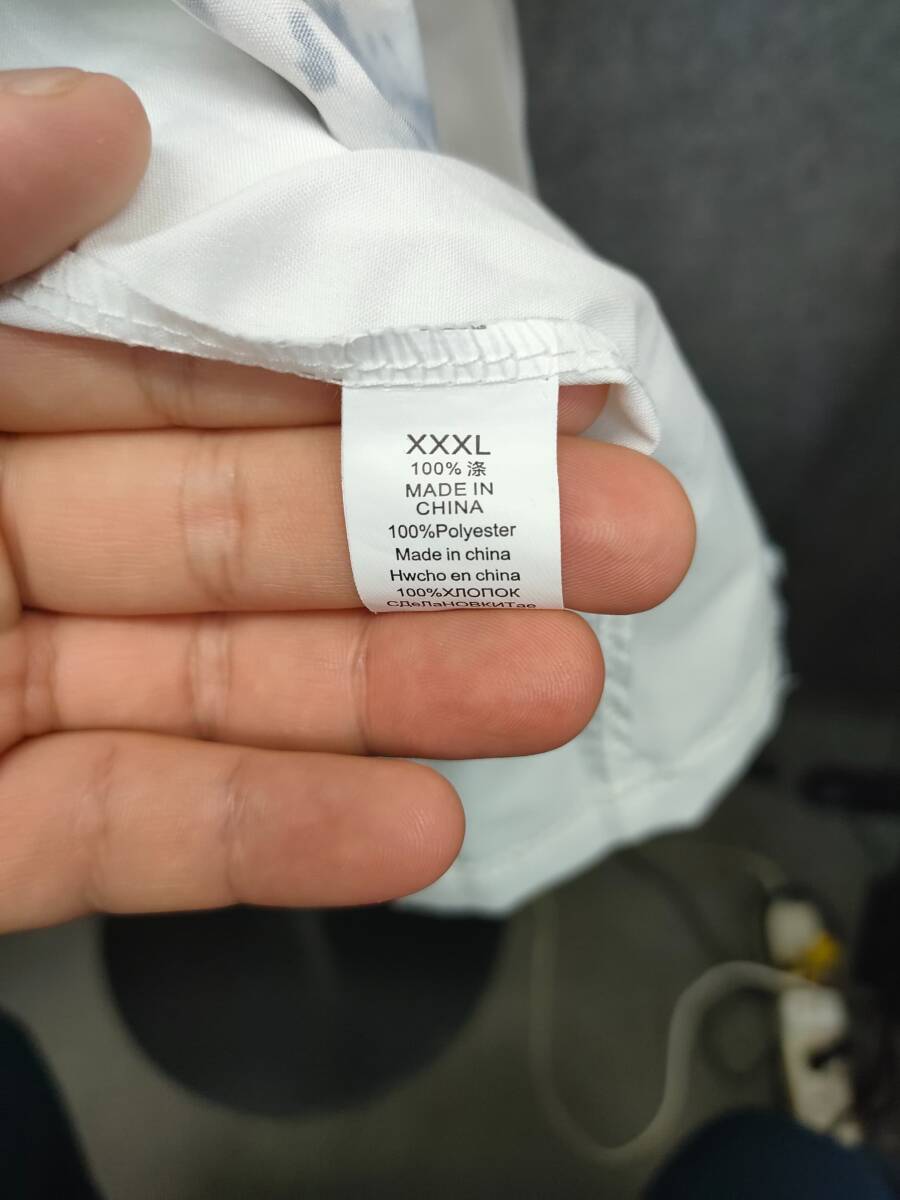 XXXL
100% 涤
MADE IN
CHINA
100%Polyester
Made in china
Hwcho en china
100%ХЛОПОК
СДеЛаНОВКИТае